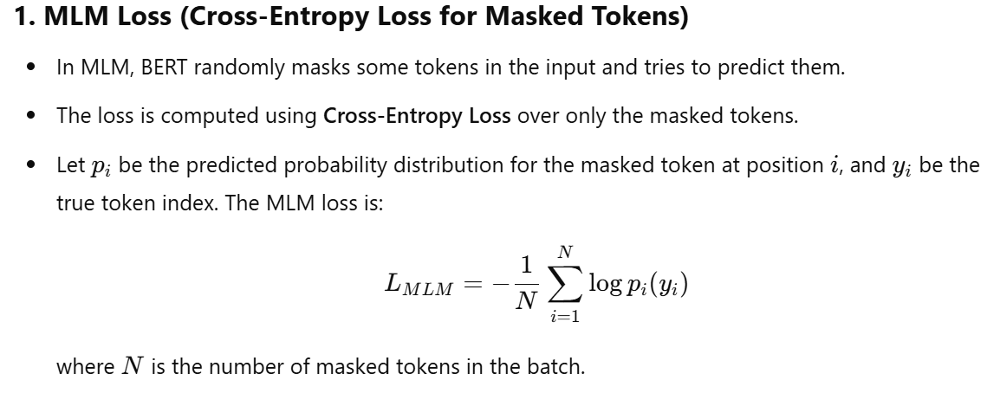 1. MLM Loss (Cross-Entropy Loss for Masked Tokens)
• In MLM, BERT randomly masks some tokens in the input and tries to predict them.
• The loss is computed using Cross-Entropy Loss over only the masked tokens.
• Let pᵢ be the predicted probability distribution for the masked token at position i, and yᵢ be the
true token index. The MLM loss is:
L_{MLM} = -\frac{1}{N} \sum_{i=1}^{N} \log p_i(y_i)
where N is the number of masked tokens in the batch.